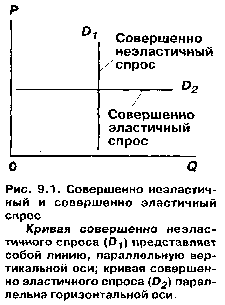 P
D1
Совершенно
неэластичный
спрос
D2
Совершенно
эластичный
спрос
O
Q
Рис. 9.1. Совершенно неэластич-
ный и совершенно эластичный
спрос
Кривая совершенно неэлас-
тичного спроса (D1) представляет
собой линию, параллельную вер-
тикальной оси; кривая совершен-
но эластичного спроса (D2) парал-
лельна горизонтальной оси.